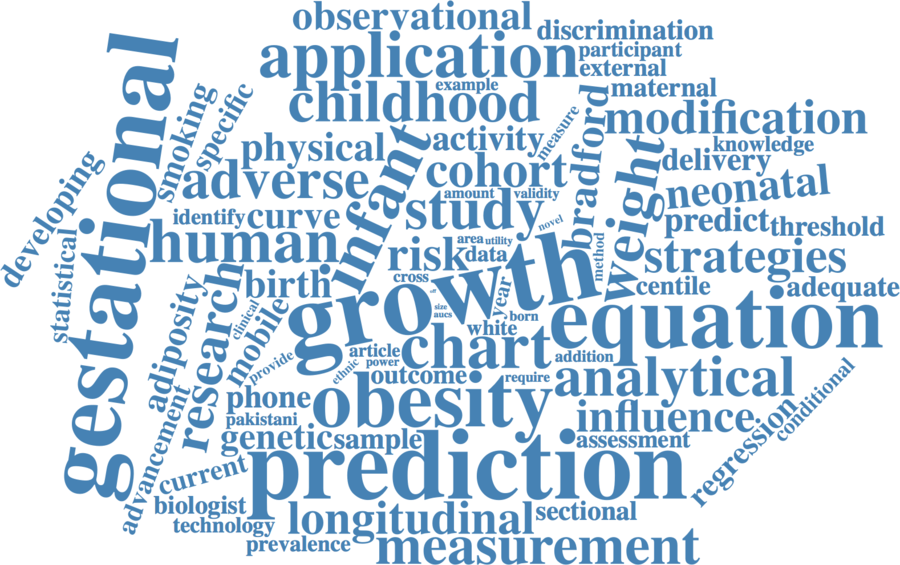 observational
discrimination
application
participant
external
example
maternal
childhood
modification
specific
smoking
measure
bradford
physical
activity
knowledge
gestational
infant
cohort
delivery
adverse
amount
validity
weight
neonatal
developing
identify
curve
study
novel
predict
threshold
human
area
utility
statistical
risk
data
method
strategies
birth
cross
year
centile
adequate
growth
size
aucs
born
equation
research
mobile
clinical
adiposity
white
chart
article
power
addition
provide
ethnic
outcome
require
analytical
phone
obesity
influence
conditional
pakistani
genetic
sample
assessment
regression
advancement
current
prediction
biologist
longitudinal
sectional
technology
prevalence
measurement